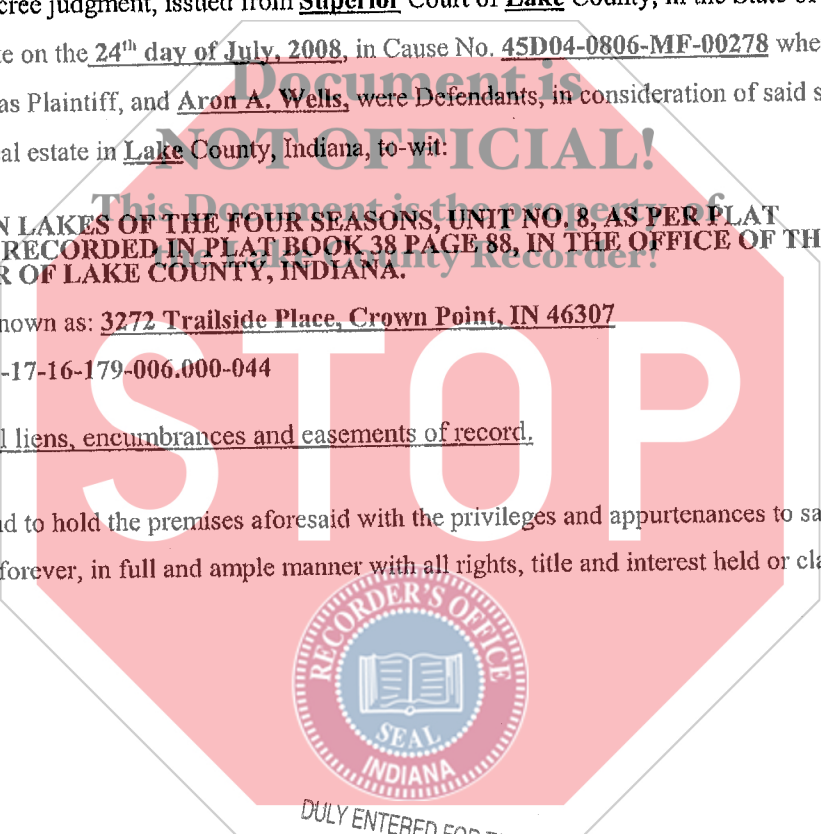 cree judgment, issued from Superior Court of Lake County, in the State of
e on the 24th day of July, 2008, in Cause No. 45D04-0806-MF-00278 whe
as Plaintiff, and Aron A. Wells, were Defendants, in consideration of said s
al estate in Lake County, Indiana, to-wit:
Document is
NOT OFFICIAL!
This Document is the property of
the Lake County Recorder!
N LAKES OF THE FOUR SEASONS, UNIT NO. 8, AS PER PLAT
RECORDED IN PLAT BOOK 38 PAGE 88, IN THE OFFICE OF TH
R OF LAKE COUNTY, INDIANA.
nown as: 3272 Trailside Place, Crown Point, IN 46307
-17-16-179-006.000-044
STOP
l liens, encumbrances and easements of record.
d to hold the premises aforesaid with the privileges and appurtenances to sa
forever, in full and ample manner with all rights, title and interest held or cla
RECORDER'S OFFICE
SEAL
INDIANA
DULY ENTERED FOR